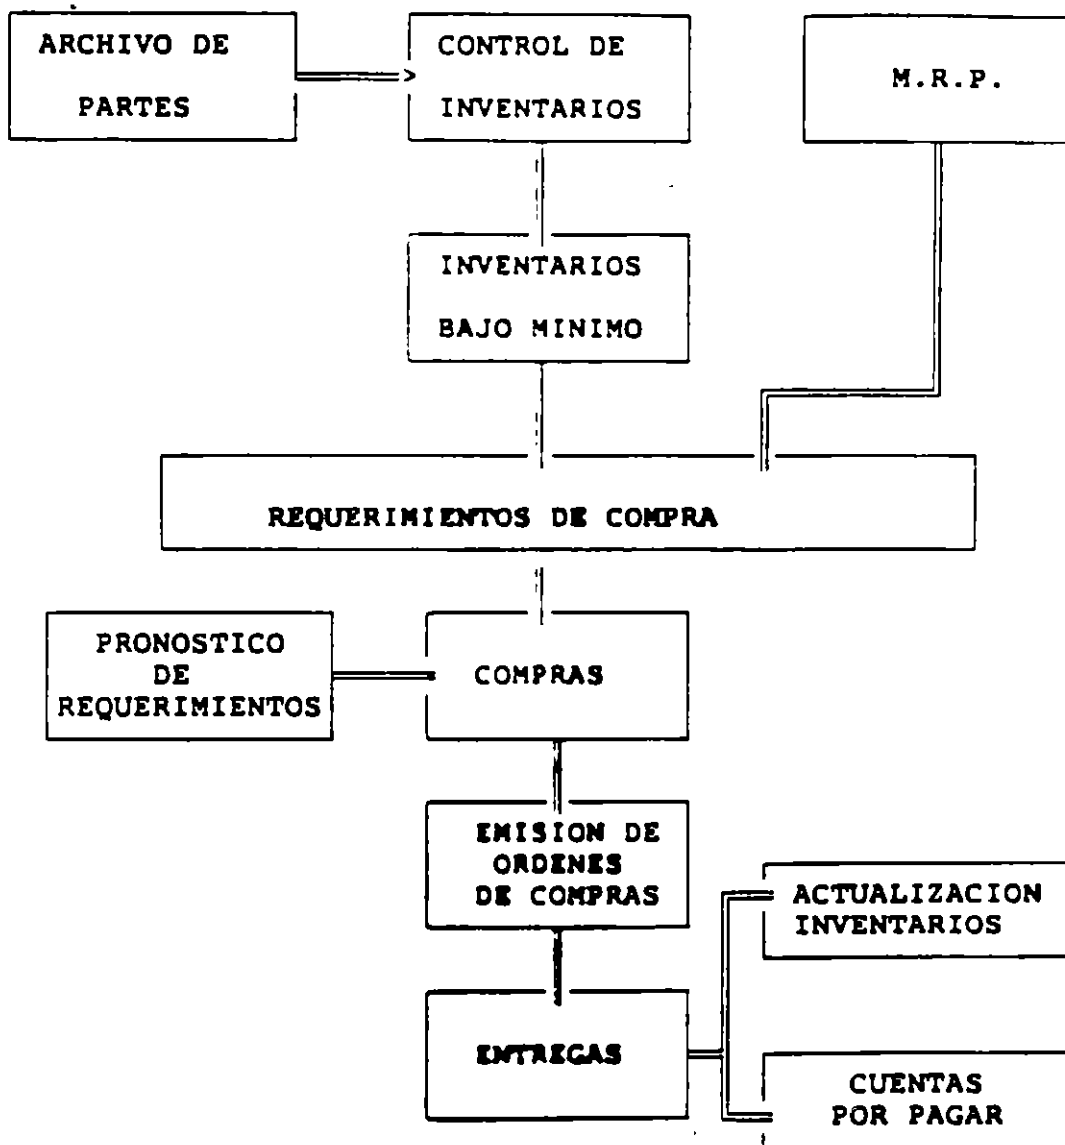 ARCHIVO DE
PARTES
CONTROL DE
INVENTARIOS
M.R.P.
INVENTARIOS
BAJO MINIMO
REQUERIMIENTOS DE COMPRA
PRONOSTICO
DE
REQUERIMIENTOS
COMPRAS
EMISION DE
ORDENES
DE COMPRAS
ACTUALIZACION
INVENTARIOS
ENTREGAS
CUENTAS
POR PAGAR